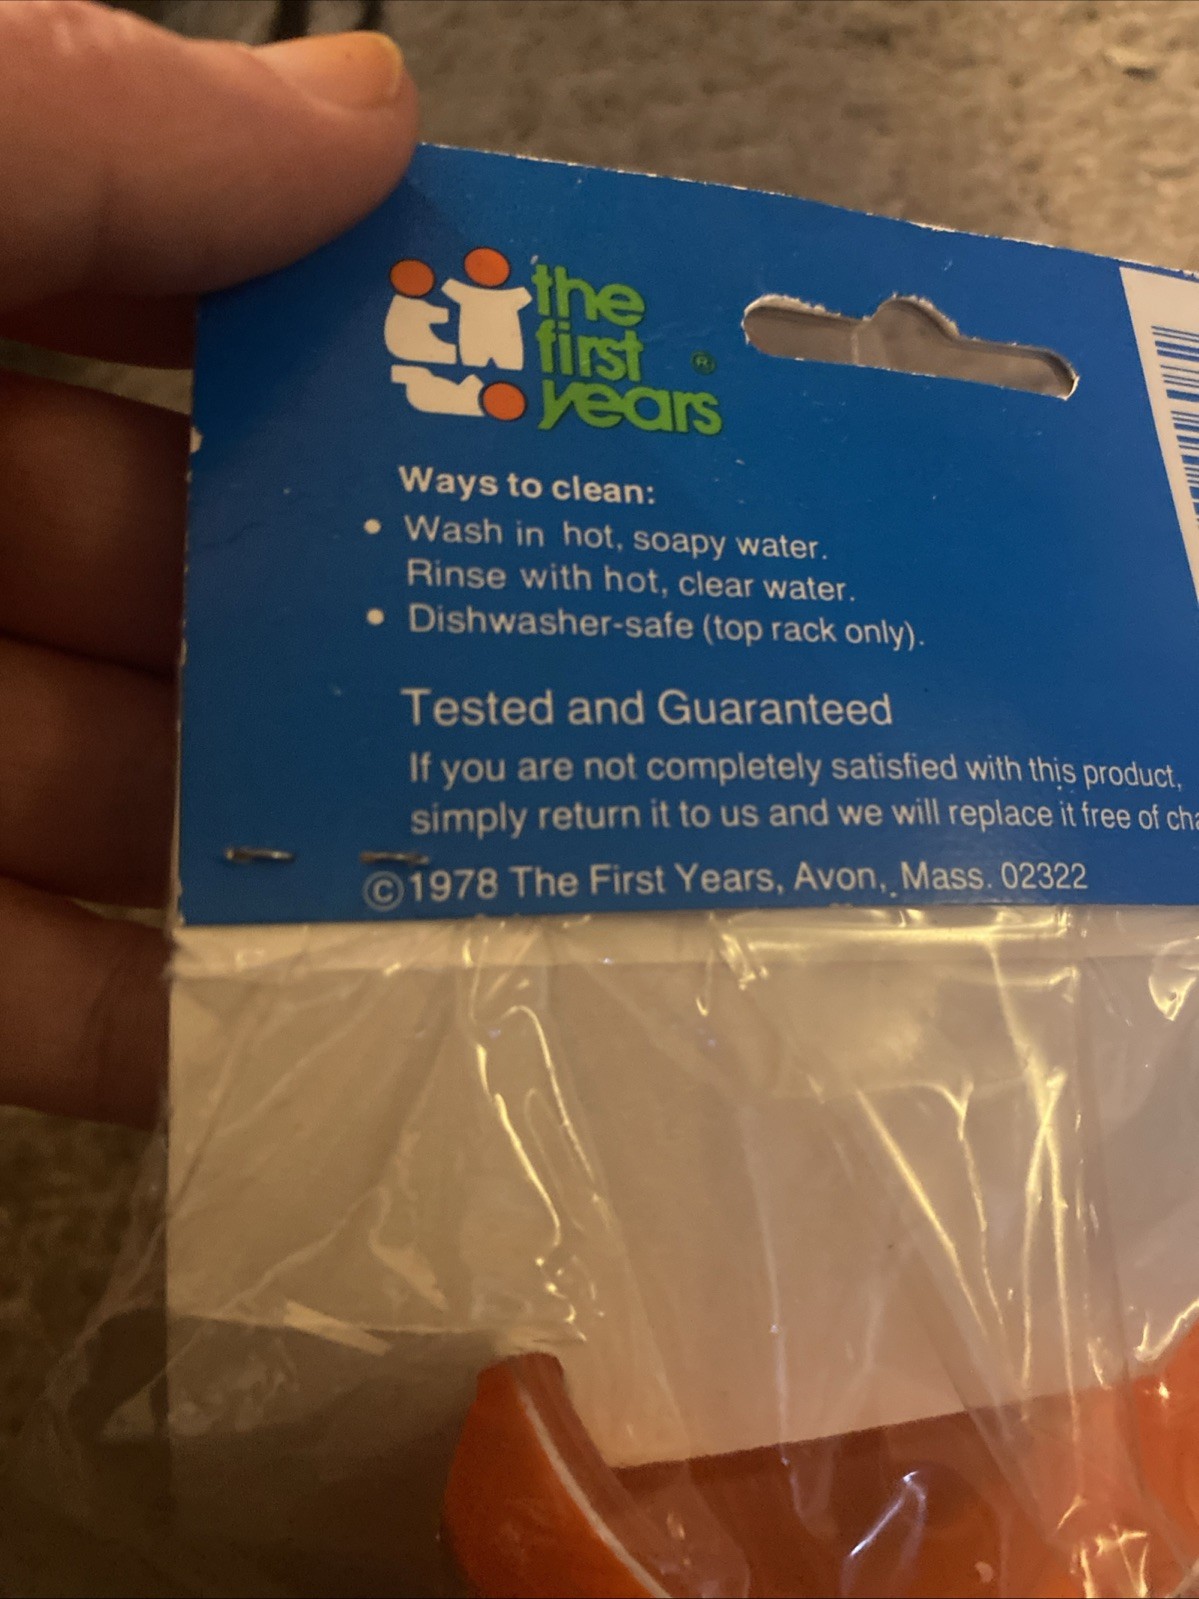 the
first
years ®
Ways to clean:
• Wash in hot, soapy water.
Rinse with hot, clear water.
• Dishwasher-safe (top rack only).
Tested and Guaranteed
If you are not completely satisfied with this product,
simply return it to us and we will replace it free of
©1978 The First Years, Avon, Mass. 02322